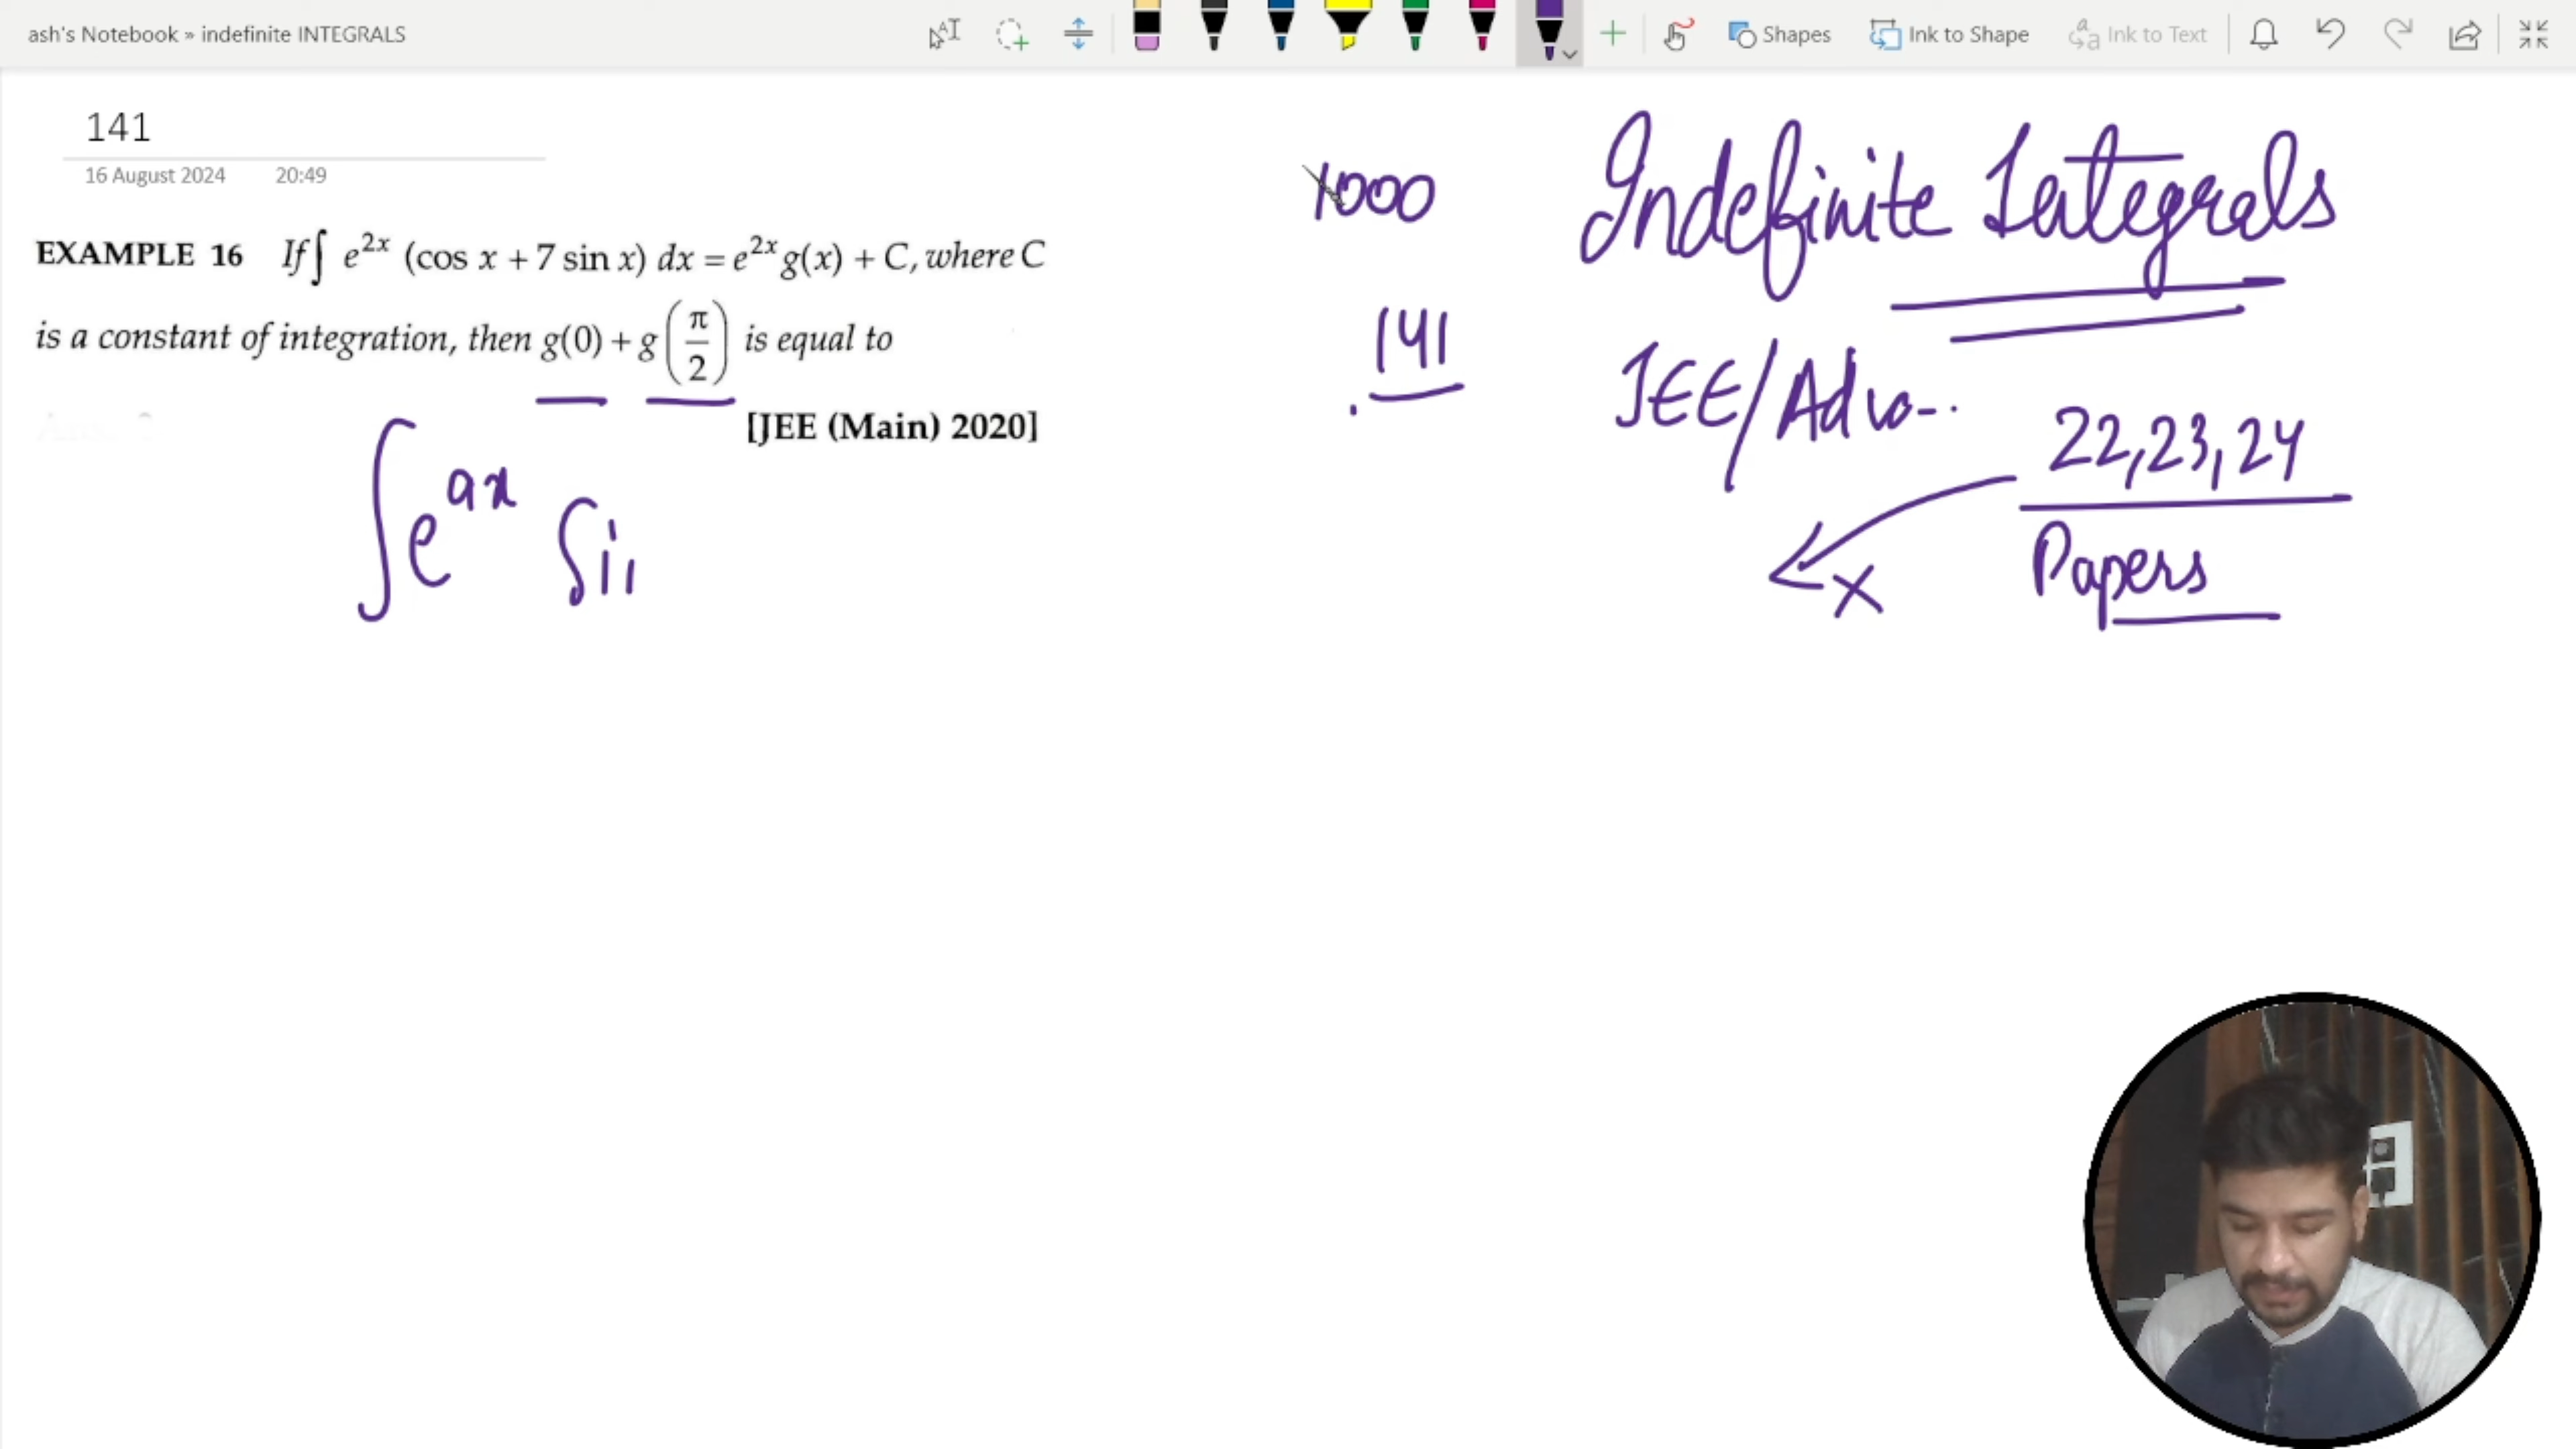 ash's Notebook » indefinite INTEGRALS
Shapes
Ink to Shape
Ink to Text
141
16 August 2024 20:49
EXAMPLE 16 If ∫ e^2x (cos x + 7 sin x) dx = e^2x g(x) + C, where C
is a constant of integration, then g(0) + g(π/2) is equal to
[JEE (Main) 2020]
∫e^ax Sii
1000
141
Indefinite Integrals
JEE/Adva-..
22,23,24
Papers
x